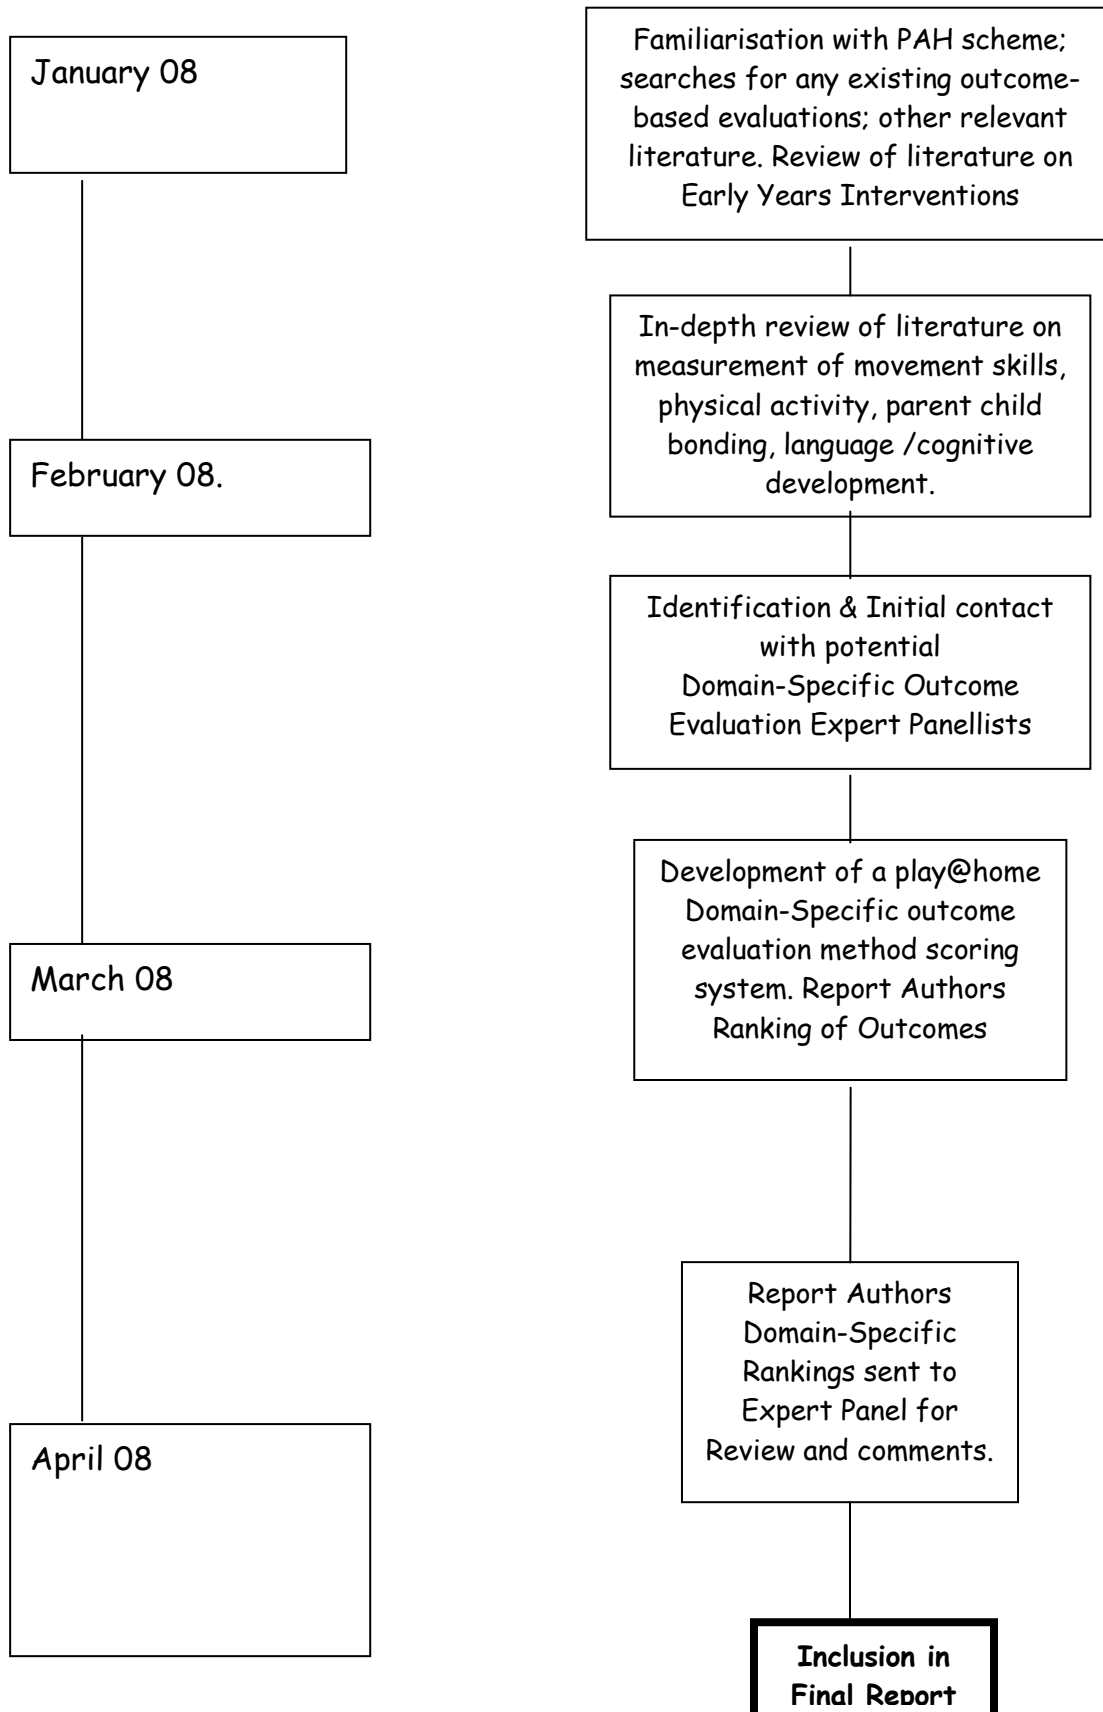 January 08
Familiarisation with PAH scheme;
searches for any existing outcome-
based evaluations; other relevant
literature. Review of literature on
Early Years Interventions
In-depth review of literature on
measurement of movement skills,
physical activity, parent child
bonding, language /cognitive
development.
February 08.
Identification & Initial contact
with potential
Domain-Specific Outcome
Evaluation Expert Panellists
Development of a play@home
Domain-Specific outcome
evaluation method scoring
system. Report Authors
Ranking of Outcomes
March 08
Report Authors
Domain-Specific
Rankings sent to
Expert Panel for
Review and comments.
April 08
Inclusion in
Final Report